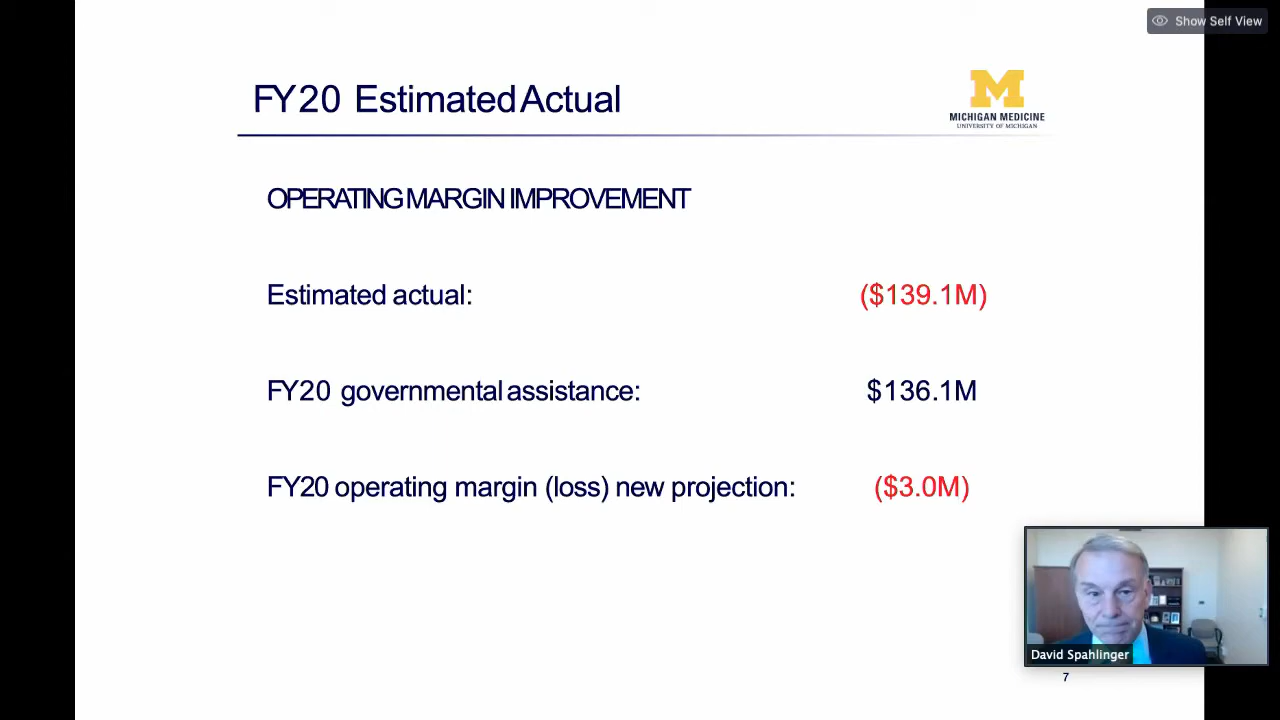 Show Self View
FY20 Estimated Actual
MICHIGAN MEDICINE
UNIVERSITY OF MICHIGAN
OPERATING MARGIN IMPROVEMENT
Estimated actual: ($139.1M)
FY20 governmental assistance: $136.1M
FY20 operating margin (loss) new projection: ($3.0M)
David Spahlinger
7